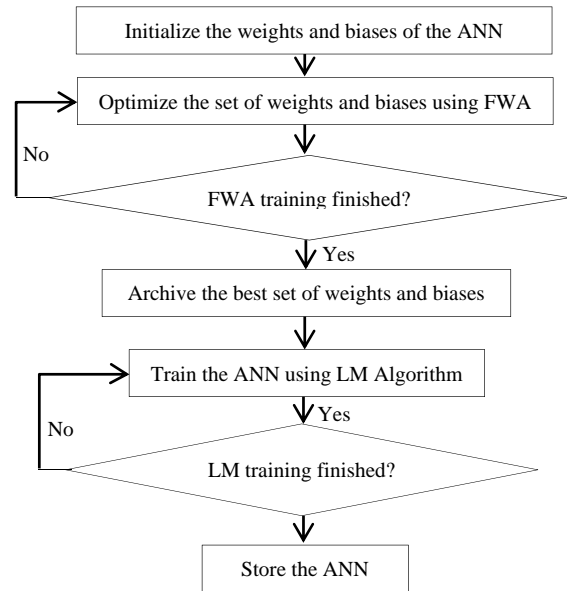 Initialize the weights and biases of the ANN
Optimize the set of weights and biases using FWA
No
FWA training finished?
Yes
Archive the best set of weights and biases
Train the ANN using LM Algorithm
Yes
No
LM training finished?
Store the ANN